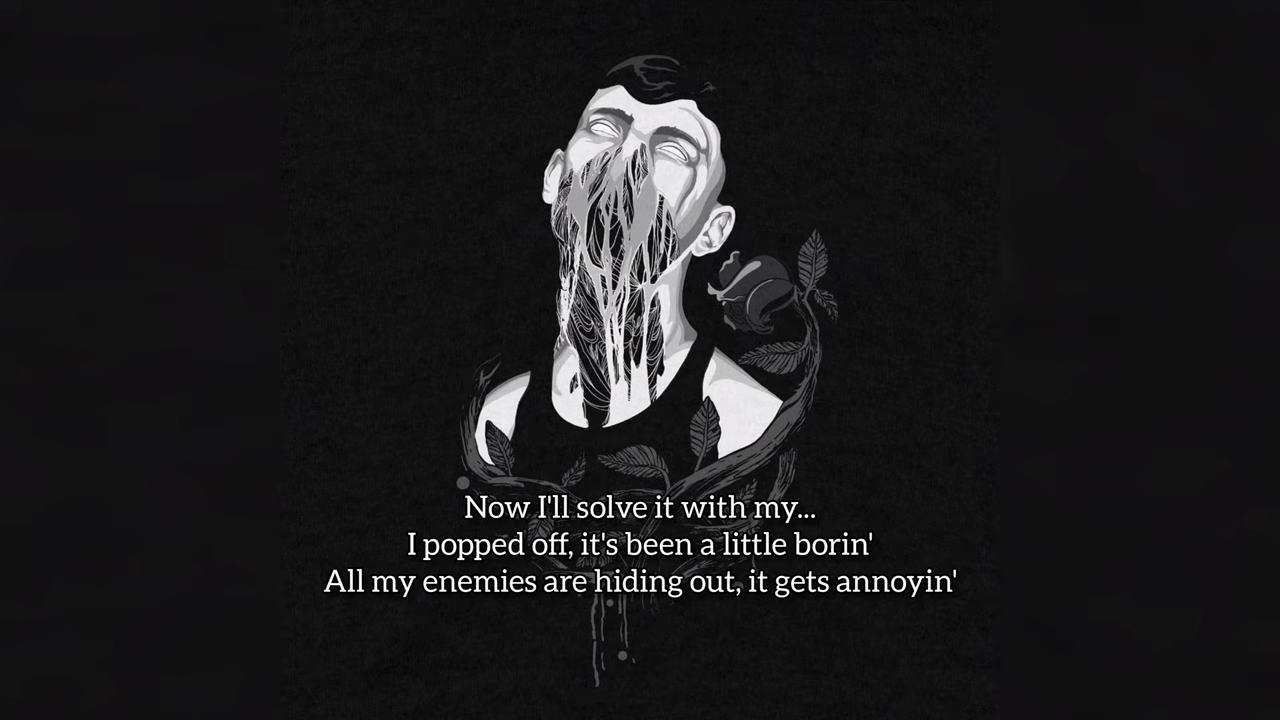 Now I'll solve it with my...
I popped off, it's been a little borin'
All my enemies are hiding out, it gets annoyin'